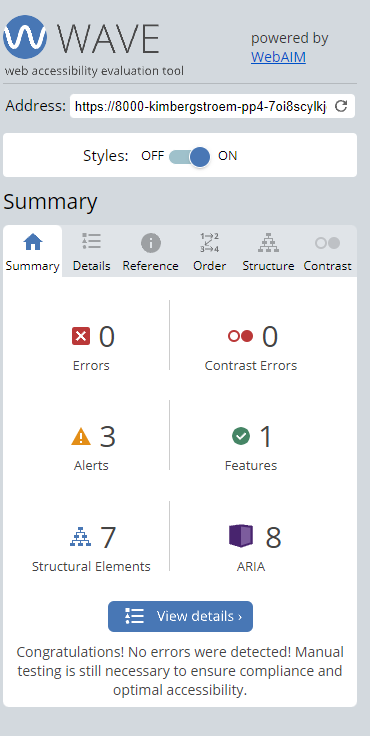 WAVE
powered by
WebAIM
web accessibility evaluation tool
Address: https://8000-kimbergstroem-pp4-7oi8scylkj
Styles: OFF ON
Summary
Summary Details Reference Order Structure Contrast
0 0
Errors Contrast Errors
3 1
Alerts Features
7 8
Structural Elements ARIA
View details ›
Congratulations! No errors were detected! Manual
testing is still necessary to ensure compliance and
optimal accessibility.